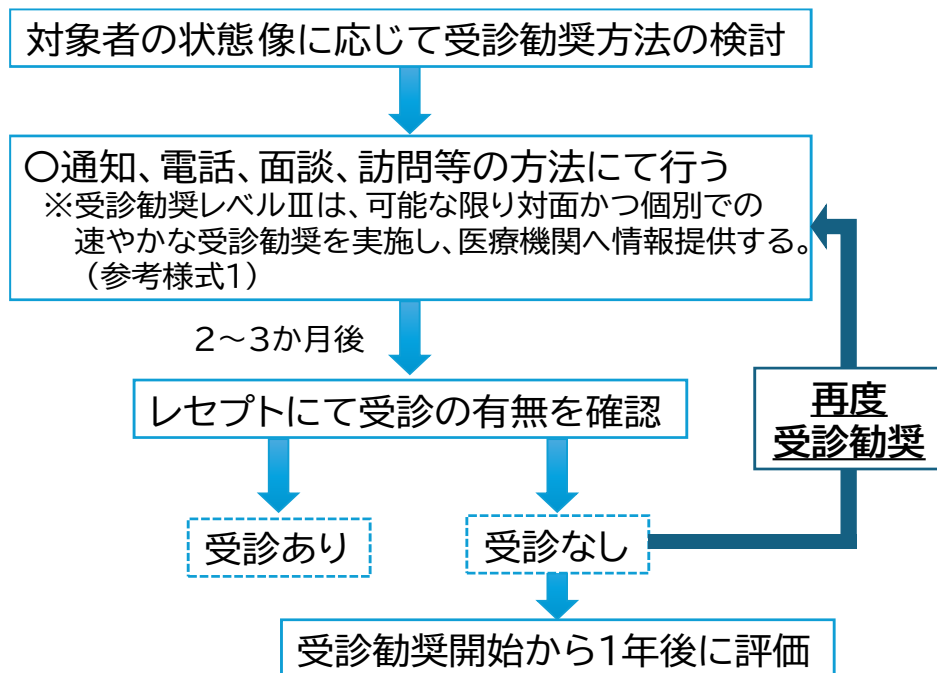 対象者の状態像に応じて受診勧奨方法の検討
○通知、電話、面談、訪問等の方法にて行う
※受診勧奨レベルⅢは、可能な限り対面かつ個別での
速やかな受診勧奨を実施し、医療機関へ情報提供する。
（参考様式1）
2～3か月後
レセプトにて受診の有無を確認
再度
受診勧奨
受診あり
受診なし
受診勧奨開始から1年後に評価